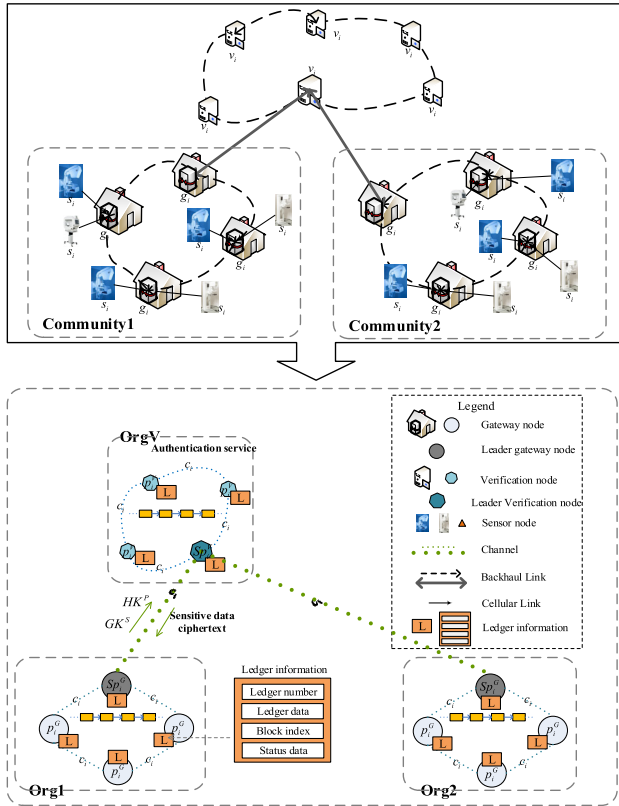 v_i
v_i
v_i
v_i
v_i
v_i
s_i
g_i
s_i
g_i
s_i
g_i
s_i
s_i
g_i
s_i
Community1
g_i
s_i
s_i
s_i
g_i
s_i
s_i
g_i
s_i
Community2
OrgV
Authentication service
c_i
L
L
c_i
c_i
L
Sp
L
c_i
HK^P
GK^S
Sensitive data
ciphertext
Legend
Gateway node
Leader gateway node
Verification node
Leader Verification node
Sensor node
Channel
Backhaul Link
Cellular Link
L
Ledger information
Sp_i^G
L
c_i
c_i
p_i^G
L
p_i^G
L
c_i
L
p_i^G
c_i
Org1
Ledger information
Ledger number
Ledger data
Block index
Status data
Sp_i^G
L
c_i
c_i
p_i^G
L
p_i^G
L
c_i
L
p_i^G
c_i
Org2